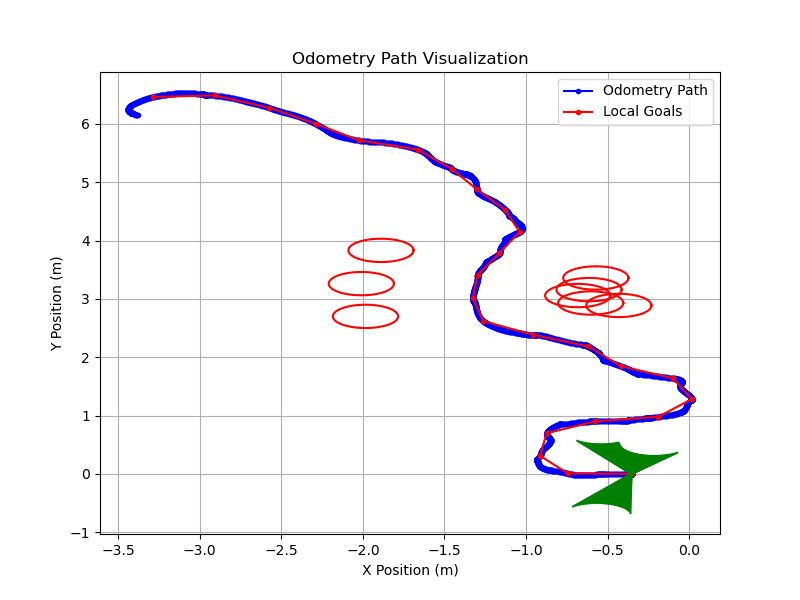 Odometry Path Visualization
Odometry Path
Local Goals
Y Position (m)
6
5
4
3
2
1
0
−1
−3.5 −3.0 −2.5 −2.0 −1.5 −1.0 −0.5 0.0
X Position (m)